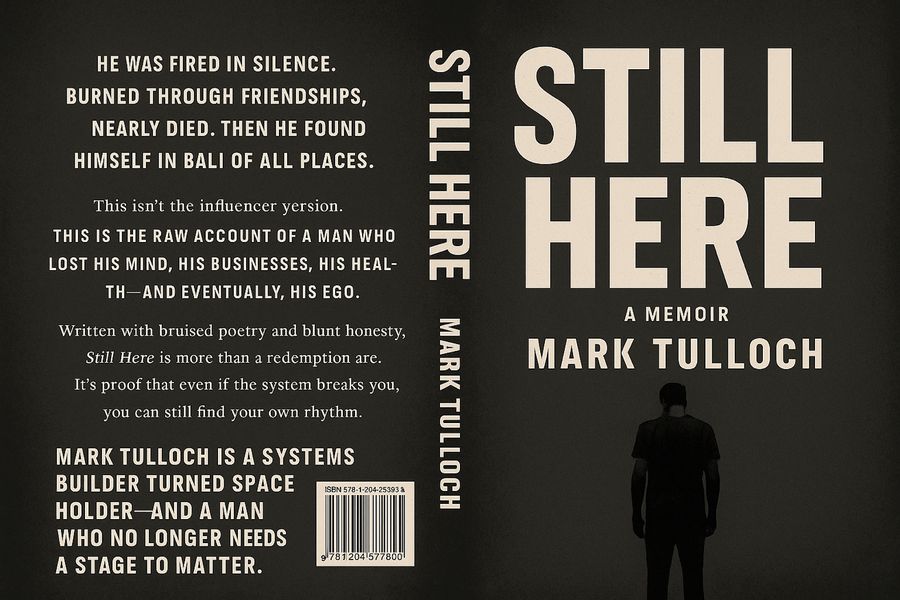 HE WAS FIRED IN SILENCE.
BURNED THROUGH FRIENDSHIPS,
NEARLY DIED. THEN HE FOUND
HIMSELF IN BALI OF ALL PLACES.
This isn't the influencer yersion.
THIS IS THE RAW ACCOUNT OF A MAN WHO
LOST HIS MIND, HIS BUSINESSES, HIS HEAL-
TH—AND EVENTUALLY, HIS EGO.
Written with bruised poetry and blunt honesty,
Still Here is more than a redemption are.
It's proof that even if the system breaks you,
you can still find your own rhythm.
MARK TULLOCH IS A SYSTEMS
BUILDER TURNED SPACE
HOLDER—AND A MAN
WHO NO LONGER NEEDS
A STAGE TO MATTER.
ISBN 578-1-204-25393
9 781204 577800
STILL HERE
MARK TULLOCH
STILL
HERE
A MEMOIR
MARK TULLOCH